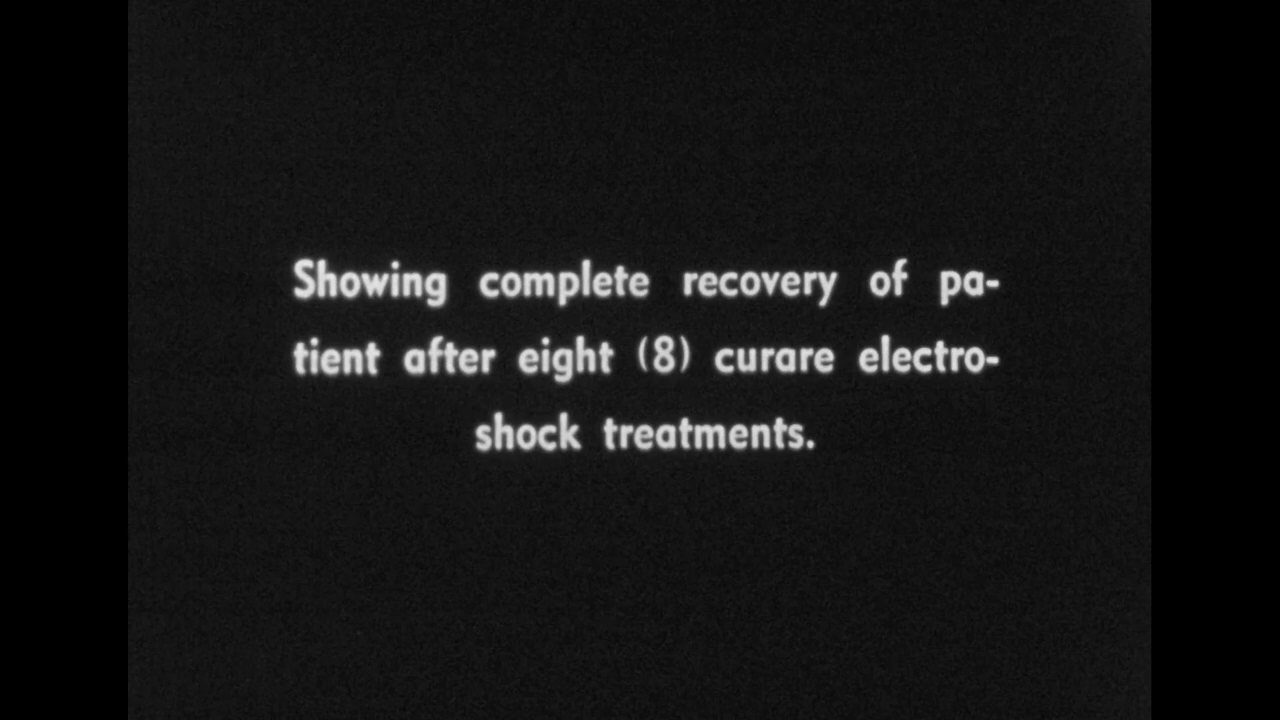 Showing complete recovery of pa-
tient after eight (8) curare electro-
shock treatments.